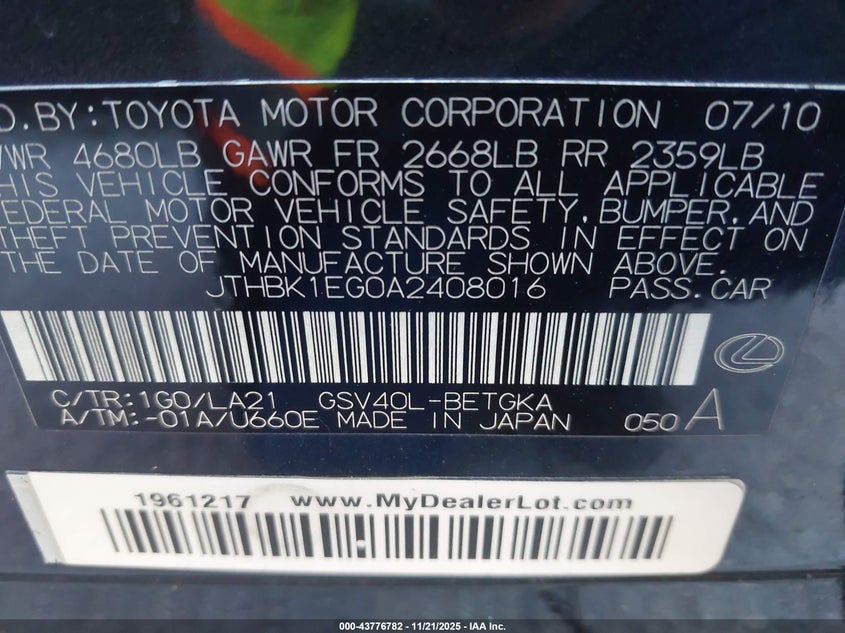 D.BY:TOYOTA MOTOR CORPORATION 07/10
VWR 4680LB GAWR FR 2668LB RR 2359LB
HIS VEHICLE CONFORMS TO ALL APPLICABLE
EDERAL MOTOR VEHICLE SAFETY,BUMPER,AND
THEFT PREVENTION STANDARDS IN EFFECT ON
THE DATE OF MANUFACTURE SHOWN ABOVE.
JTHBK1EG0A2408016 PASS.CAR
C/TR:1G0/LA21 GSV40L-BETGKA
A/TM:-01A/U660E MADE IN JAPAN 050 A
1961217 www.MyDealerLot.com
000-43776782 - 11/21/2025 - IAA Inc.